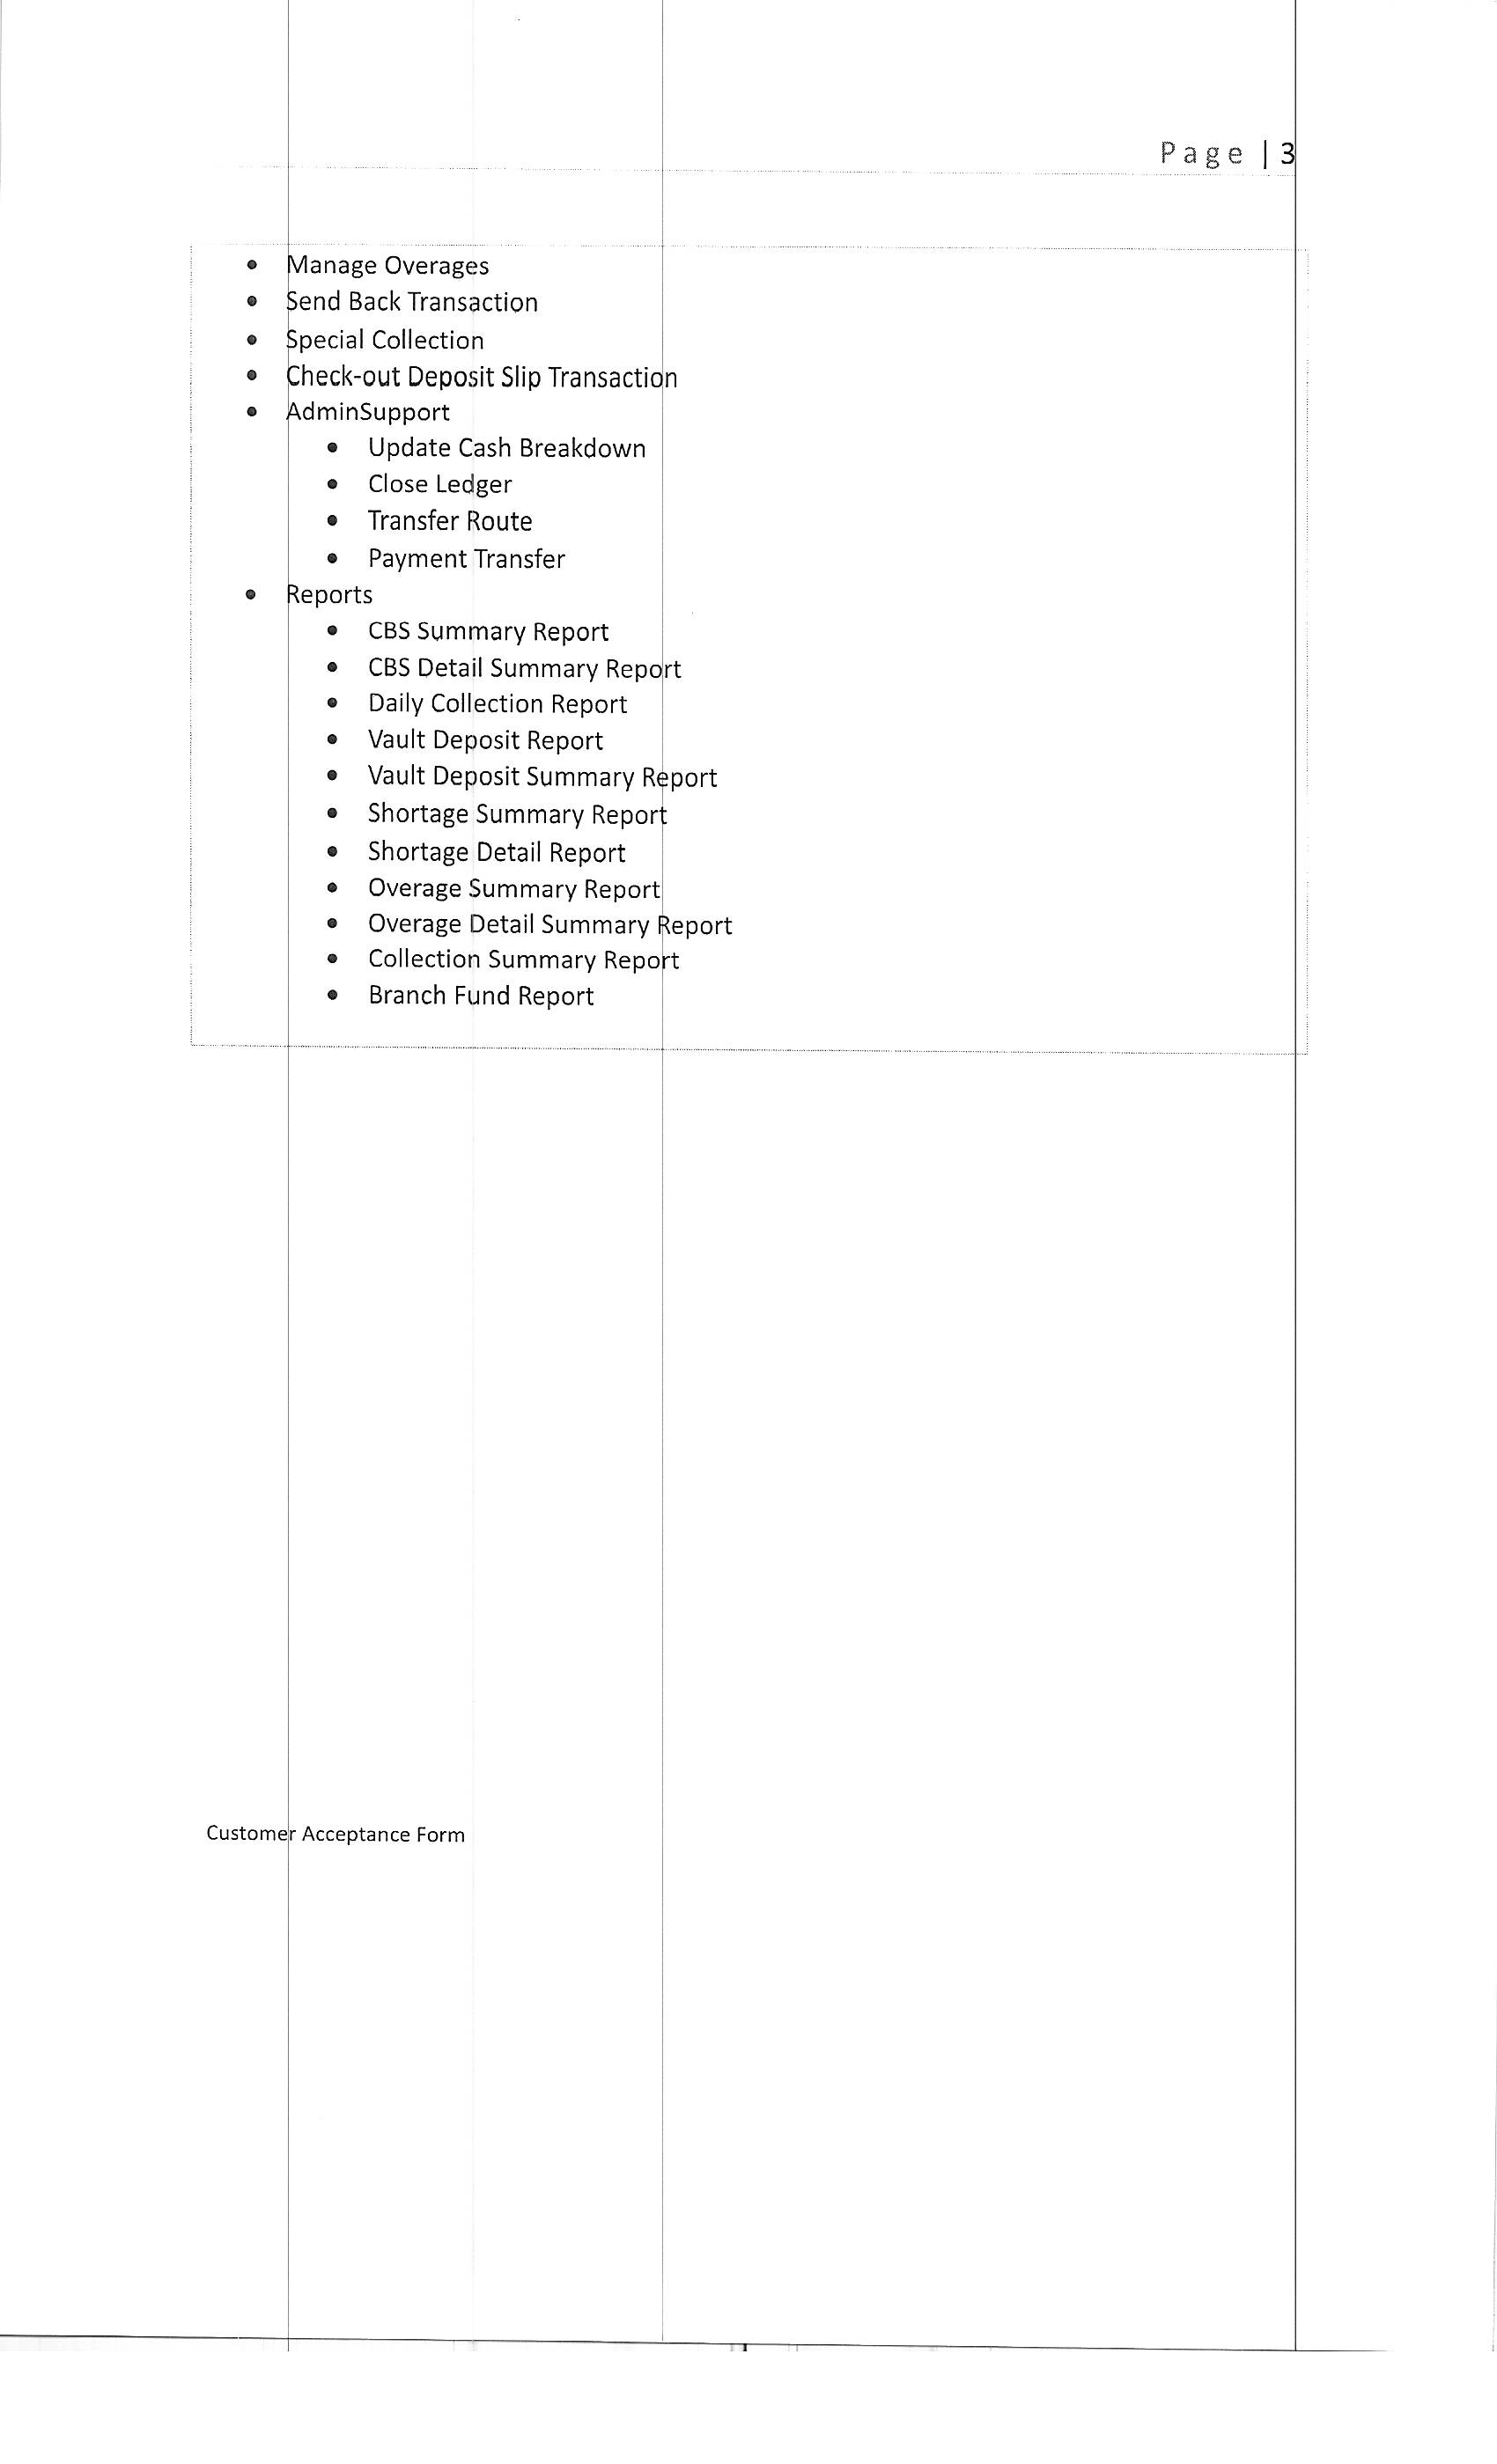 Page | 3
• Manage Overages
• Send Back Transaction
• Special Collection
• Check-out Deposit Slip Transaction
• AdminSupport
• Update Cash Breakdown
• Close Ledger
• Transfer Route
• Payment Transfer
• Reports
• CBS Summary Report
• CBS Detail Summary Report
• Daily Collection Report
• Vault Deposit Report
• Vault Deposit Summary Report
• Shortage Summary Report
• Shortage Detail Report
• Overage Summary Report
• Overage Detail Summary Report
• Collection Summary Report
• Branch Fund Report
Customer Acceptance Form